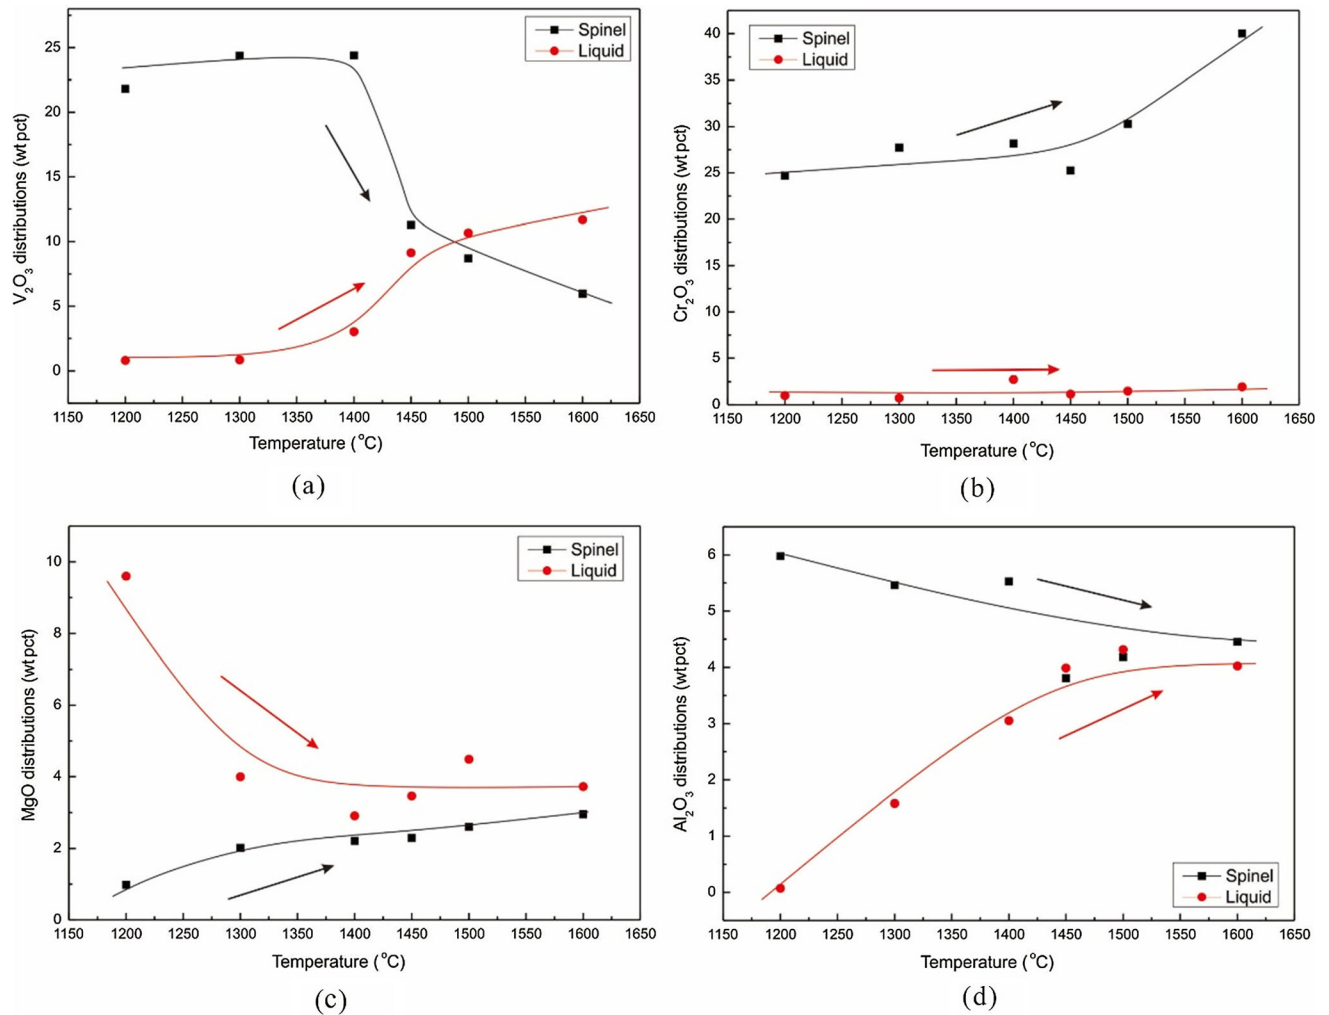 Spinel
Liquid
V2O3 distributions (wt pct)
25
20
15
10
5
0
1150 1200 1250 1300 1350 1400 1450 1500 1550 1600 1650
Temperature (°C)
(a)
Spinel
Liquid
Cr2O3 distributions (wt pct)
40
35
30
25
20
15
10
5
0
1150 1200 1250 1300 1350 1400 1450 1500 1550 1600 1650
Temperature (°C)
(b)
Spinel
Liquid
MgO distributions (wt pct)
10
8
6
4
2
0
1150 1200 1250 1300 1350 1400 1450 1500 1550 1600 1650
Temperature (°C)
(c)
Al2O3 distributions (wt pct)
6
5
4
3
2
1
0
Spinel
Liquid
1150 1200 1250 1300 1350 1400 1450 1500 1550 1600 1650
Temperature (°C)
(d)